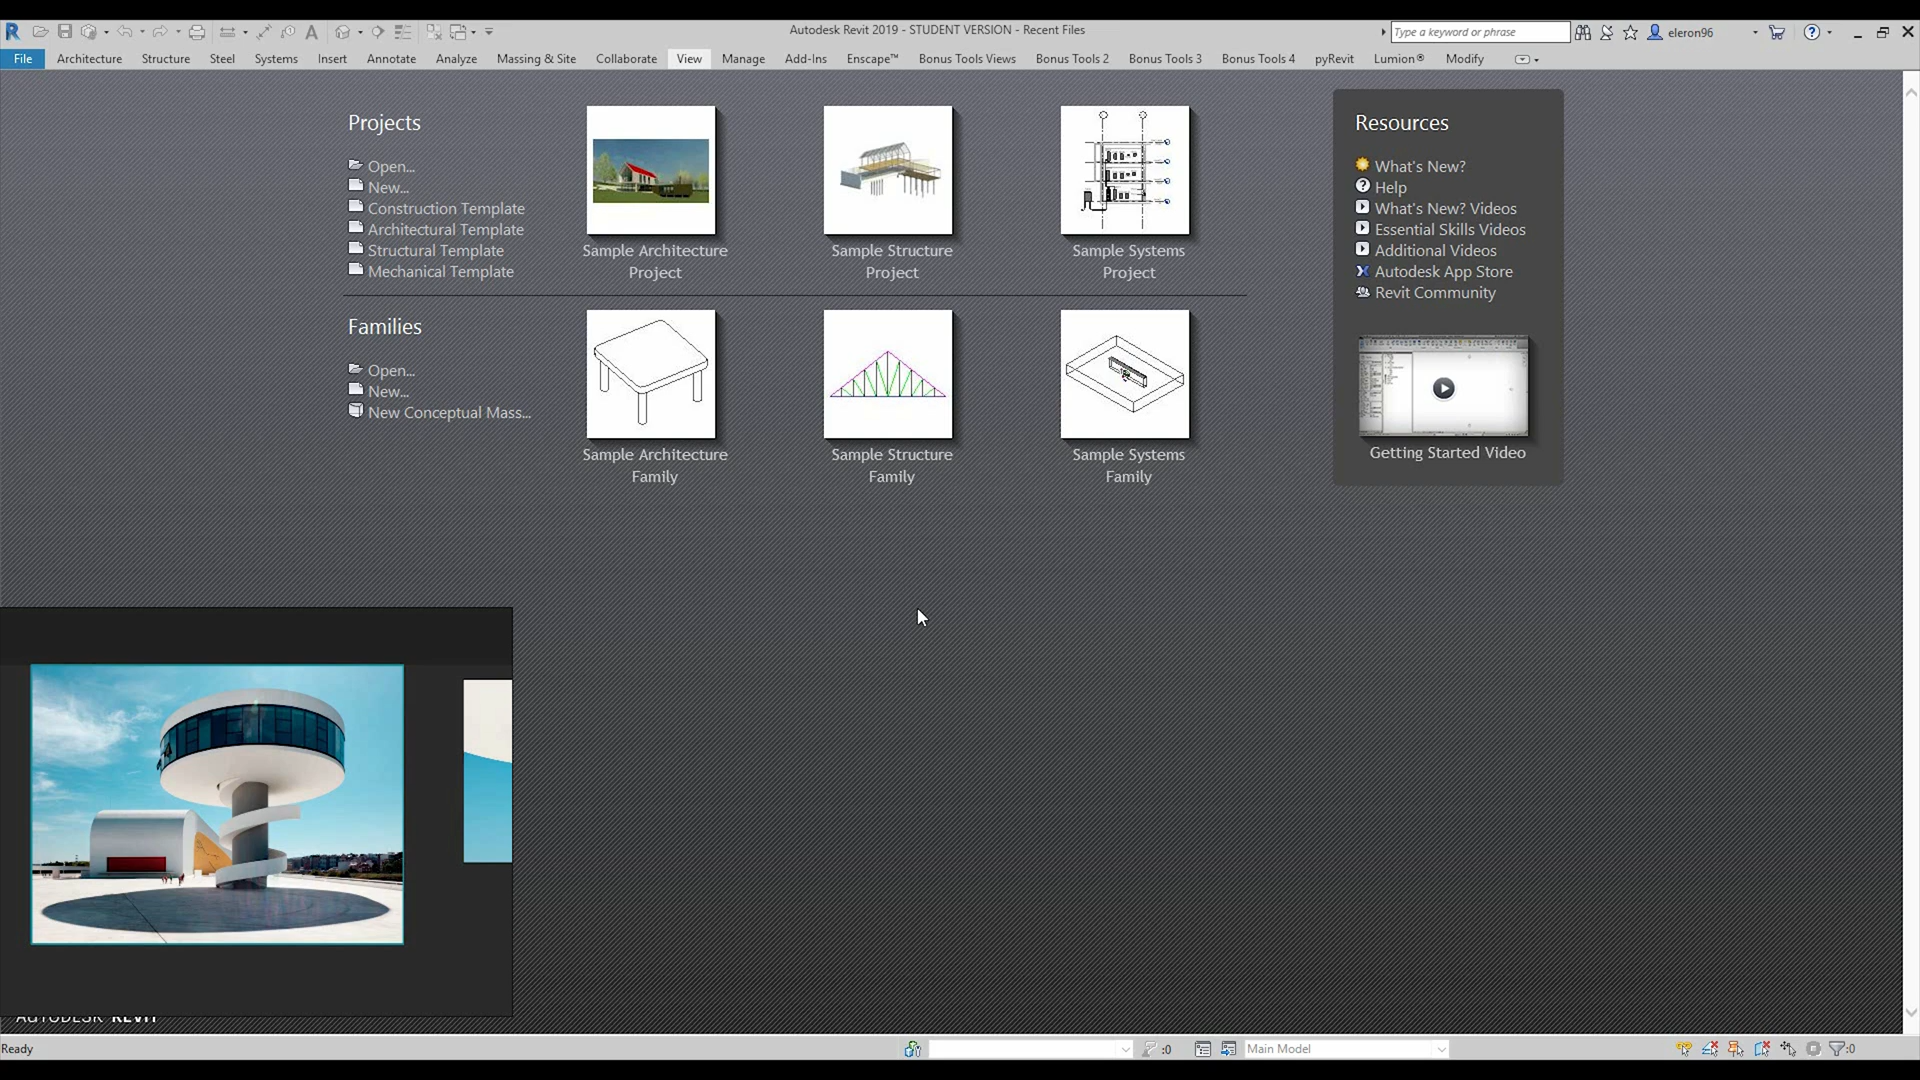 Autodesk Revit 2019 - STUDENT VERSION - Recent Files
Type a keyword or phrase
eleron96
File Architecture Structure Steel Systems Insert Annotate Analyze Massing & Site Collaborate View Manage Add-Ins Enscape™ Bonus Tools Views Bonus Tools 2 Bonus Tools 3 Bonus Tools 4 pyRevit Lumion® Modify
Projects
Open...
New...
Construction Template
Architectural Template
Structural Template
Mechanical Template
Sample Architecture
Project
Sample Structure
Project
Sample Systems
Project
Families
Open...
New...
New Conceptual Mass...
Sample Architecture
Family
Sample Structure
Family
Sample Systems
Family
Resources
What's New?
Help
What's New? Videos
Essential Skills Videos
Additional Videos
Autodesk App Store
Revit Community
Getting Started Video
AUTODESK REVIT
Ready
:0
Main Model
:0